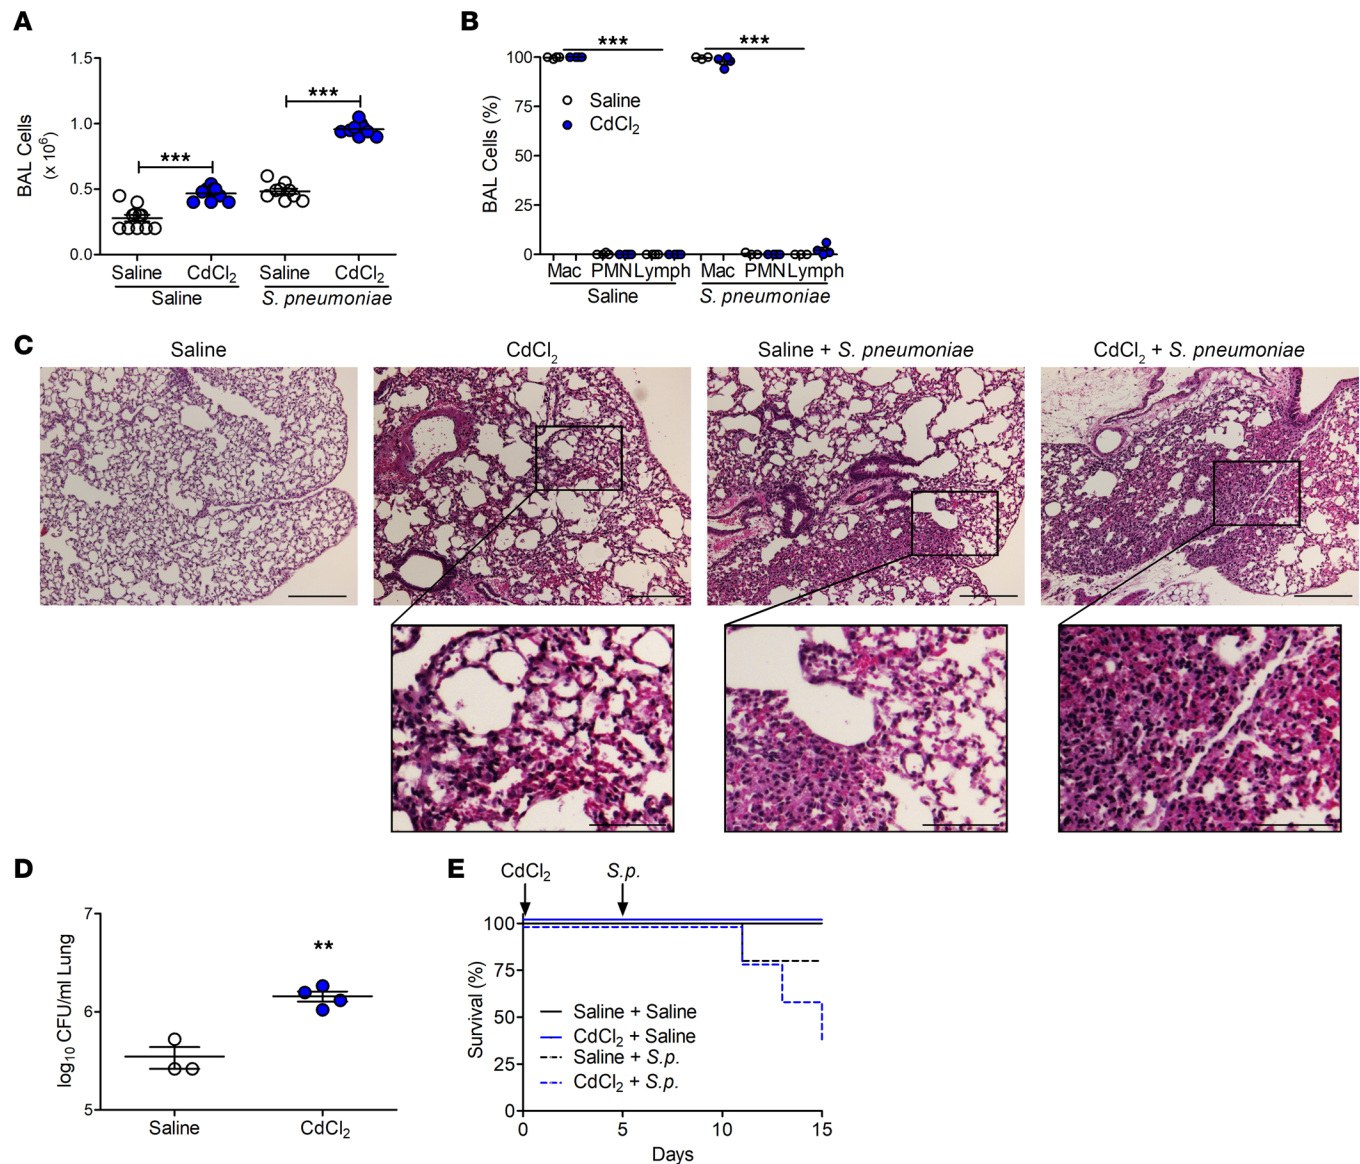 A
1.5
1.0
0.5
0.0
BAL Cells
(x 10⁶)
***
***
Saline
CdCl₂
Saline
CdCl₂
Saline
S. pneumoniae
B
100
75
50
25
0
BAL Cells (%)
***
***
Saline
CdCl₂
Mac PMN Lymph
Mac PMN Lymph
Saline
S. pneumoniae
C
Saline
CdCl₂
Saline + S. pneumoniae
CdCl₂ + S. pneumoniae
D
7
6
5
log₁₀ CFU/ml Lung
**
Saline
CdCl₂
E
CdCl₂
S.p.
100
75
50
25
0
Survival (%)
Saline + Saline
CdCl₂ + Saline
Saline + S.p.
CdCl₂ + S.p.
0
5
10
15
Days